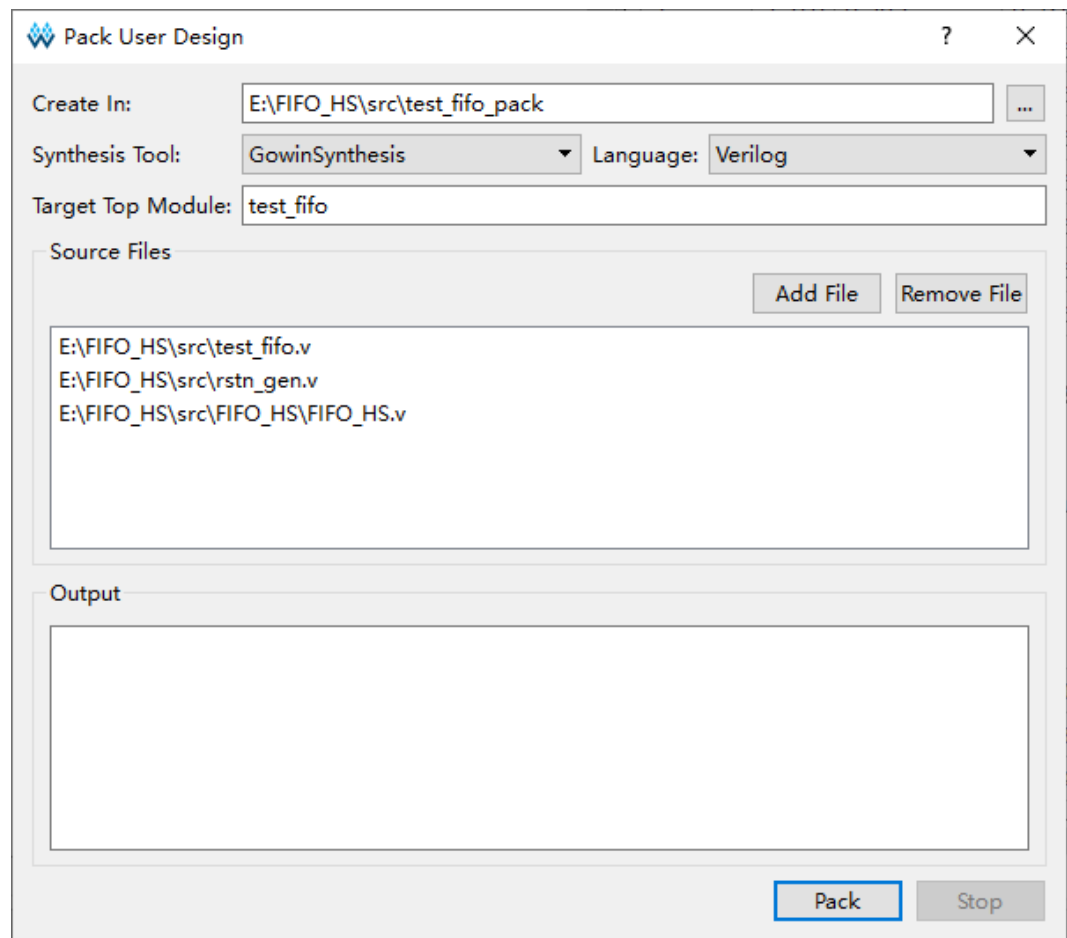 Pack User Design ?
Create In: E:\FIFO_HS\src\test_fifo_pack ...
Synthesis Tool: GowinSynthesis Language: Verilog
Target Top Module: test_fifo
Source Files
Add File Remove File
E:\FIFO_HS\src\test_fifo.v
E:\FIFO_HS\src\rstn_gen.v
E:\FIFO_HS\src\FIFO_HS\FIFO_HS.v
Output
Pack Stop